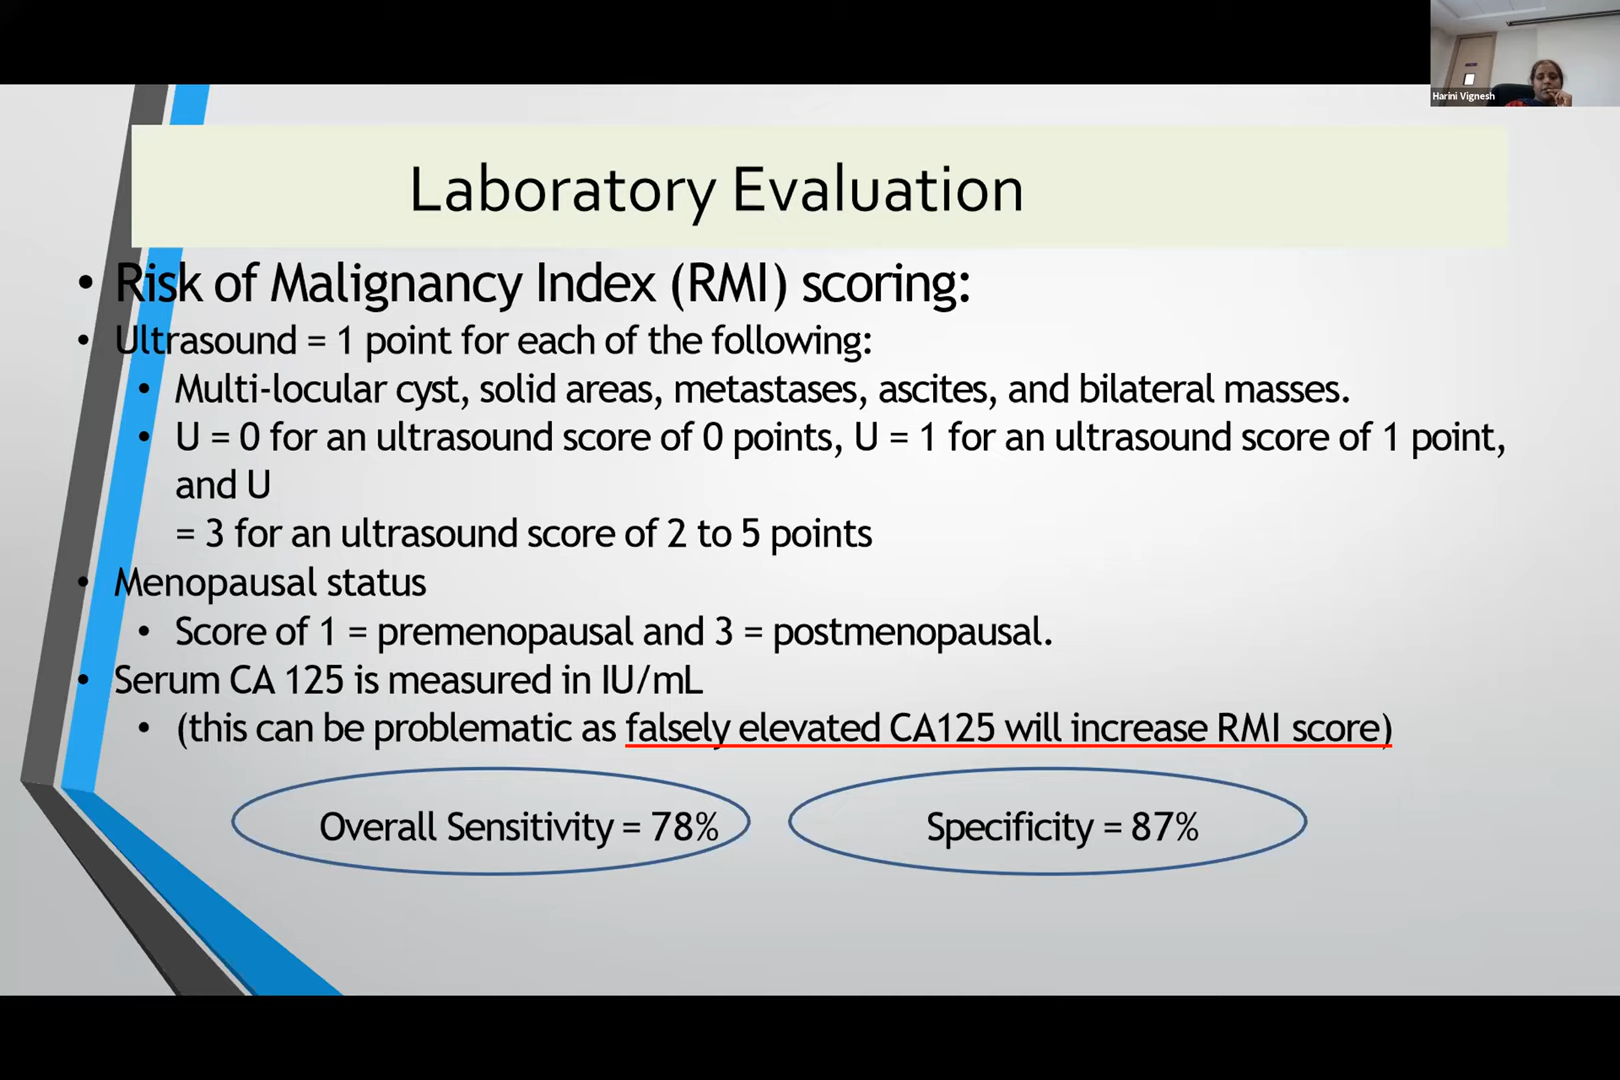 Harini Vignesh
Laboratory Evaluation
• Risk of Malignancy Index (RMI) scoring:
• Ultrasound = 1 point for each of the following:
• Multi-locular cyst, solid areas, metastases, ascites, and bilateral masses.
• U = 0 for an ultrasound score of 0 points, U = 1 for an ultrasound score of 1 point,
and U
= 3 for an ultrasound score of 2 to 5 points
• Menopausal status
• Score of 1 = premenopausal and 3 = postmenopausal.
• Serum CA 125 is measured in IU/mL
• (this can be problematic as falsely elevated CA125 will increase RMI score)
Overall Sensitivity = 78%
Specificity = 87%